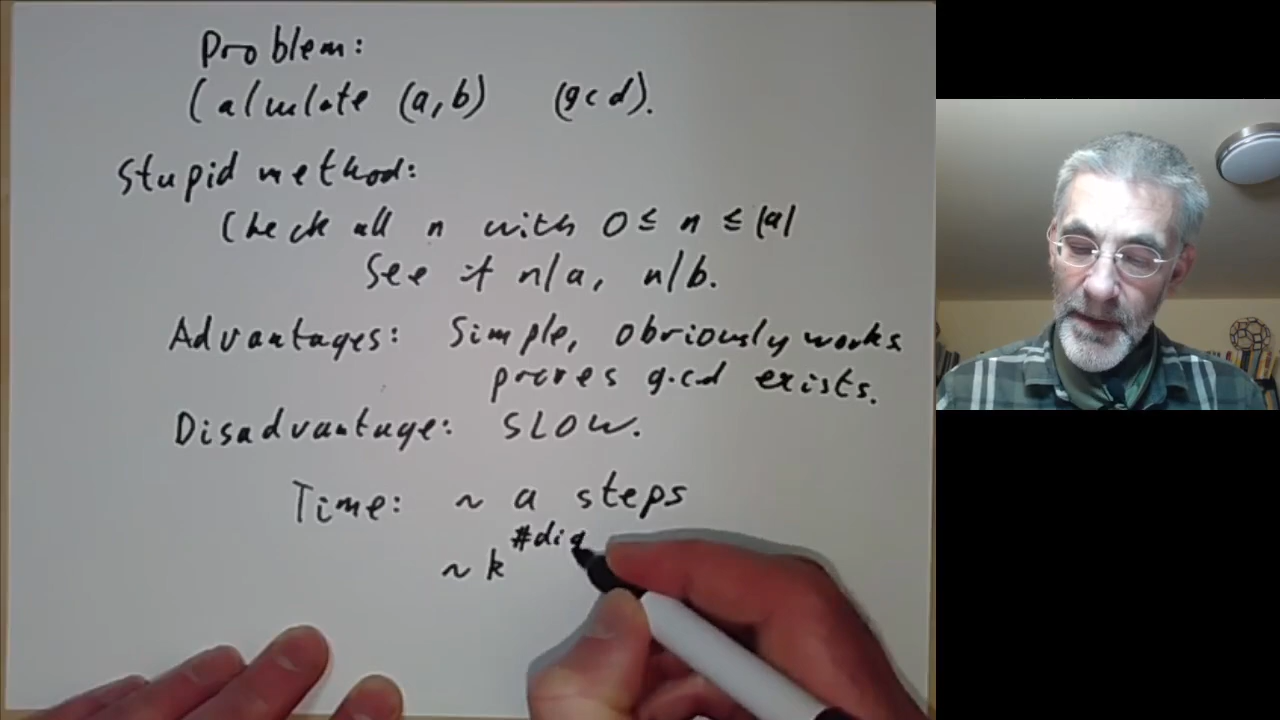 Problem:
Calculate (a,b) (gcd).
Stupid method:
Check all n with 0 ≤ n ≤ |a|
See if n|a, n|b.
Advantages: Simple, obviously works
proves g.c.d exists.
Disadvantage: SLOW.
Time: ~ a steps
~ k^#dig